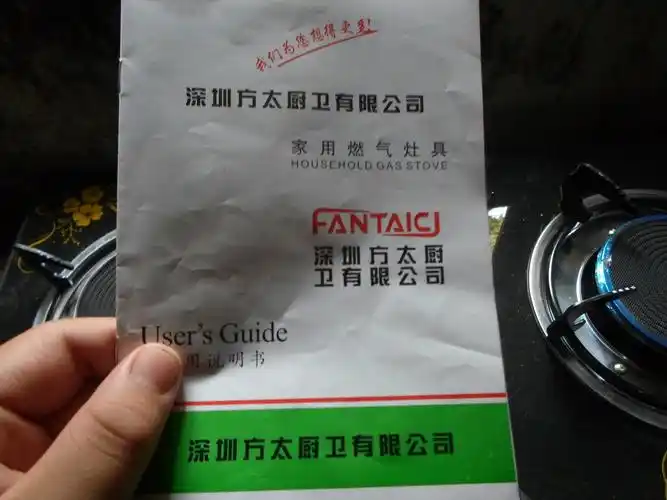 我们为您想得更多!
深圳方太厨卫有限公司
家用燃气灶具
HOUSEHOLD GAS STOVE
FANTAICJ
深圳方太厨
卫有限公司
User's Guide
用说明书
深圳方太厨卫有限公司